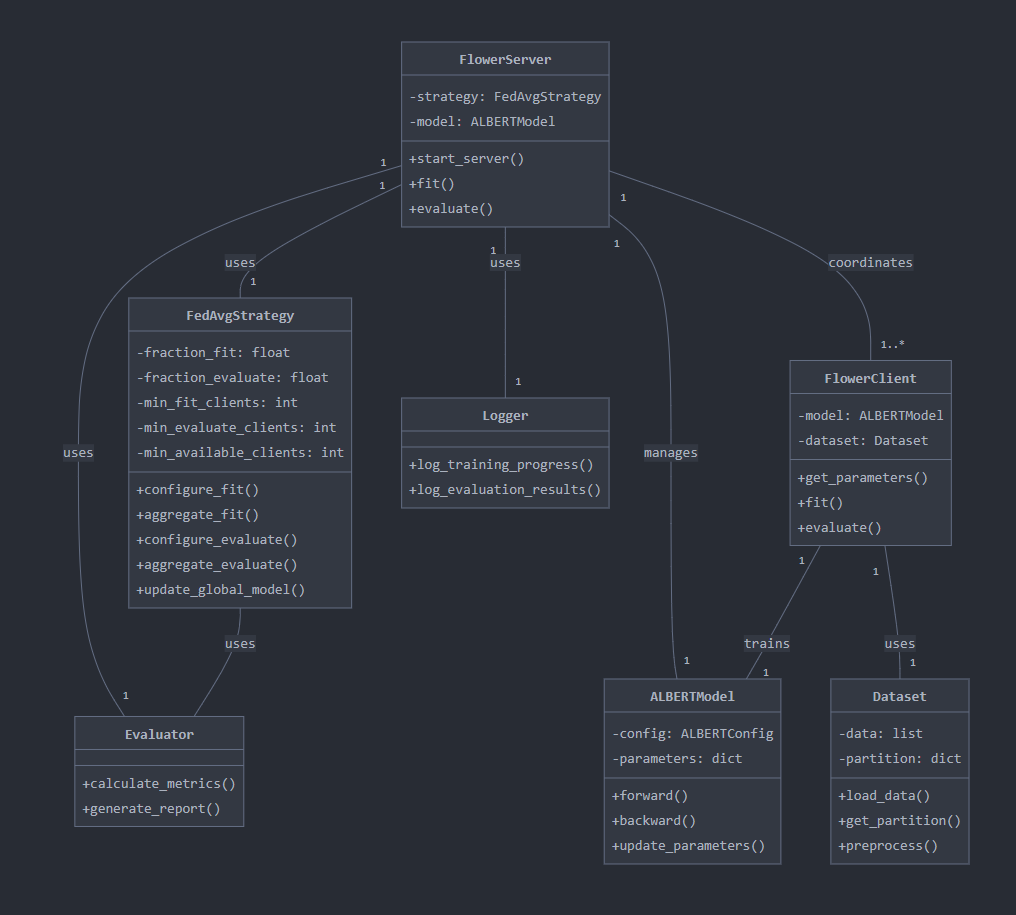 FlowerServer
-strategy: FedAvgStrategy
-model: ALBERTModel
+start_server()
+fit()
+evaluate()
1
1
1
1
1
uses
1
uses
coordinates
1..*
FedAvgStrategy
-fraction_fit: float
-fraction_evaluate: float
-min_fit_clients: int
-min_evaluate_clients: int
-min_available_clients: int
+configure_fit()
+aggregate_fit()
+configure_evaluate()
+aggregate_evaluate()
+update_global_model()
1
Logger
+log_training_progress()
+log_evaluation_results()
FlowerClient
-model: ALBERTModel
-dataset: Dataset
+get_parameters()
+fit()
+evaluate()
uses
manages
1
1
uses
trains
uses
1
1
1
1
Evaluator
+calculate_metrics()
+generate_report()
ALBERTModel
-config: ALBERTConfig
-parameters: dict
+forward()
+backward()
+update_parameters()
Dataset
-data: list
-partition: dict
+load_data()
+get_partition()
+preprocess()